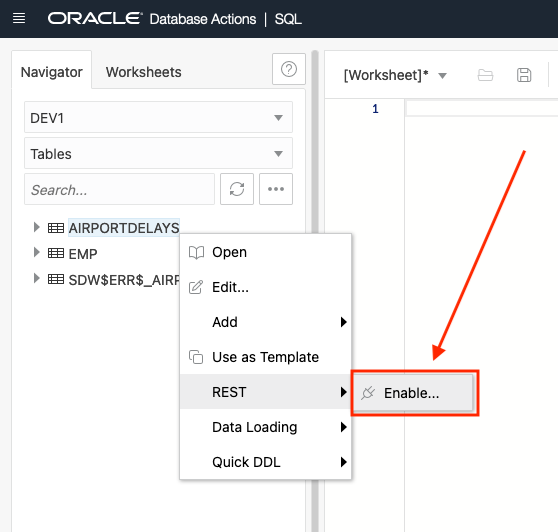 ORACLE Database Actions | SQL
Navigator
Worksheets
?
[Worksheet]*
1
DEV1
Tables
Search...
AIRPORTDELAYS
EMP
SDW$ERR$_AIRP
Open
Edit...
Add
Use as Template
REST
Enable...
Data Loading
Quick DDL